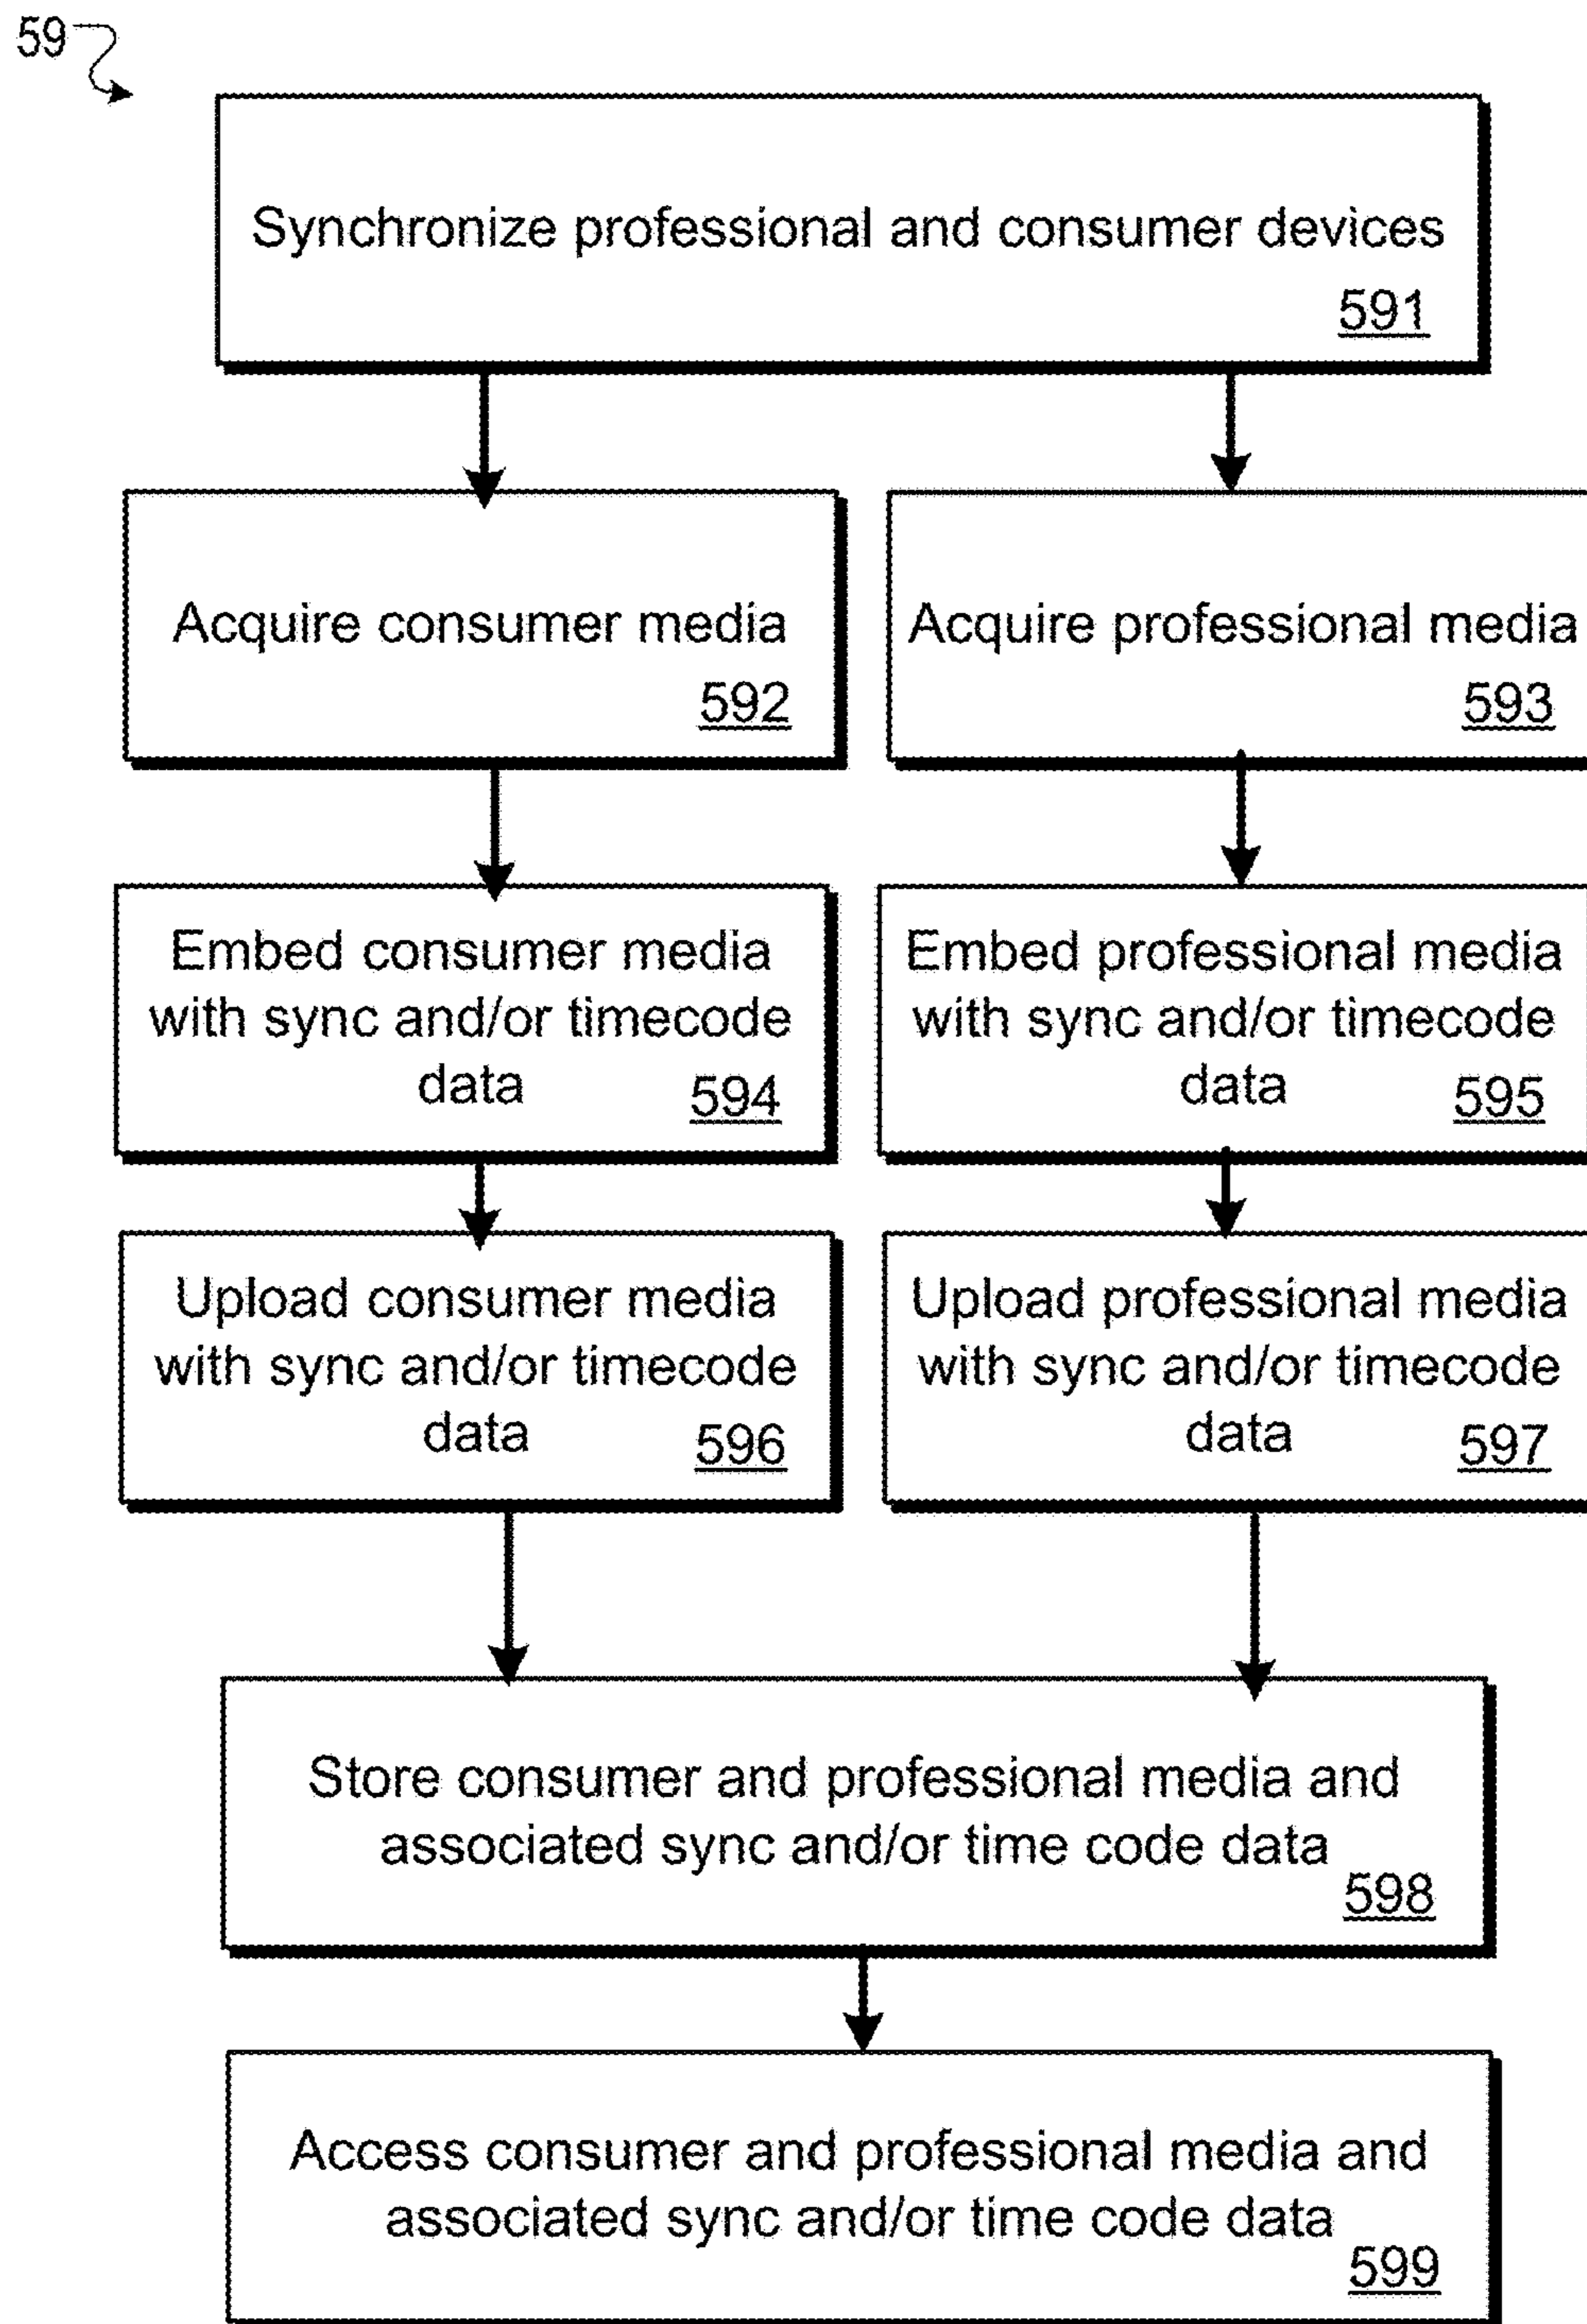 59
Synchronize professional and consumer devices
591
Acquire consumer media
592
Acquire professional media
593
Embed consumer media
with sync and/or timecode
data
594
Embed professional media
with sync and/or timecode
data
595
Upload consumer media
with sync and/or timecode
data
596
Upload professional media
with sync and/or timecode
data
597
Store consumer and professional media and
associated sync and/or time code data
598
Access consumer and professional media and
associated sync and/or time code data
599